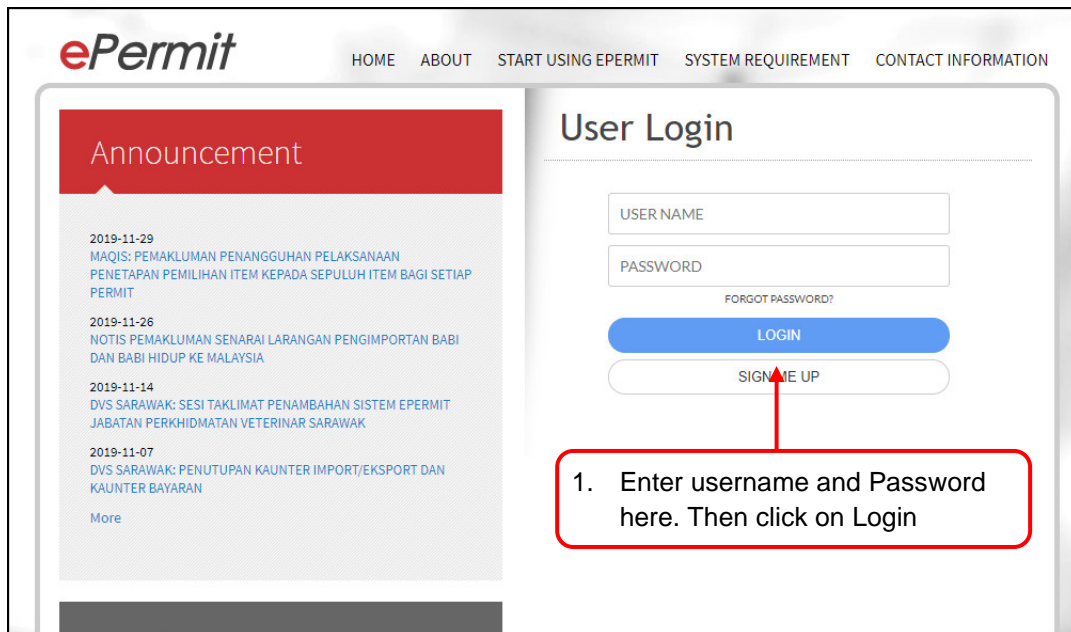 ePermit
HOME ABOUT START USING EPERMIT SYSTEM REQUIREMENT CONTACT INFORMATION
Announcement
2019-11-29
MAQIS: PEMAKLUMAN PENANGGUHAN PELAKSANAAN
PENETAPAN PEMILIHAN ITEM KEPADA SEPULUH ITEM BAGI SETIAP
PERMIT
2019-11-26
NOTIS PEMAKLUMAN SENARAI LARANGAN PENGIMPORTAN BABI
DAN BABI HIDUP KE MALAYSIA
2019-11-14
DVS SARAWAK: SESI TAKLIMAT PENAMBAHAN SISTEM EPERMIT
JABATAN PERKHIDMATAN VETERINAR SARAWAK
2019-11-07
DVS SARAWAK: PENUTUPAN KAUNTER IMPORT/EKSPORT DAN
KAUNTER BAYARAN
More
User Login
USER NAME
PASSWORD
FORGOT PASSWORD?
LOGIN
SIGN ME UP
1. Enter username and Password
here. Then click on Login